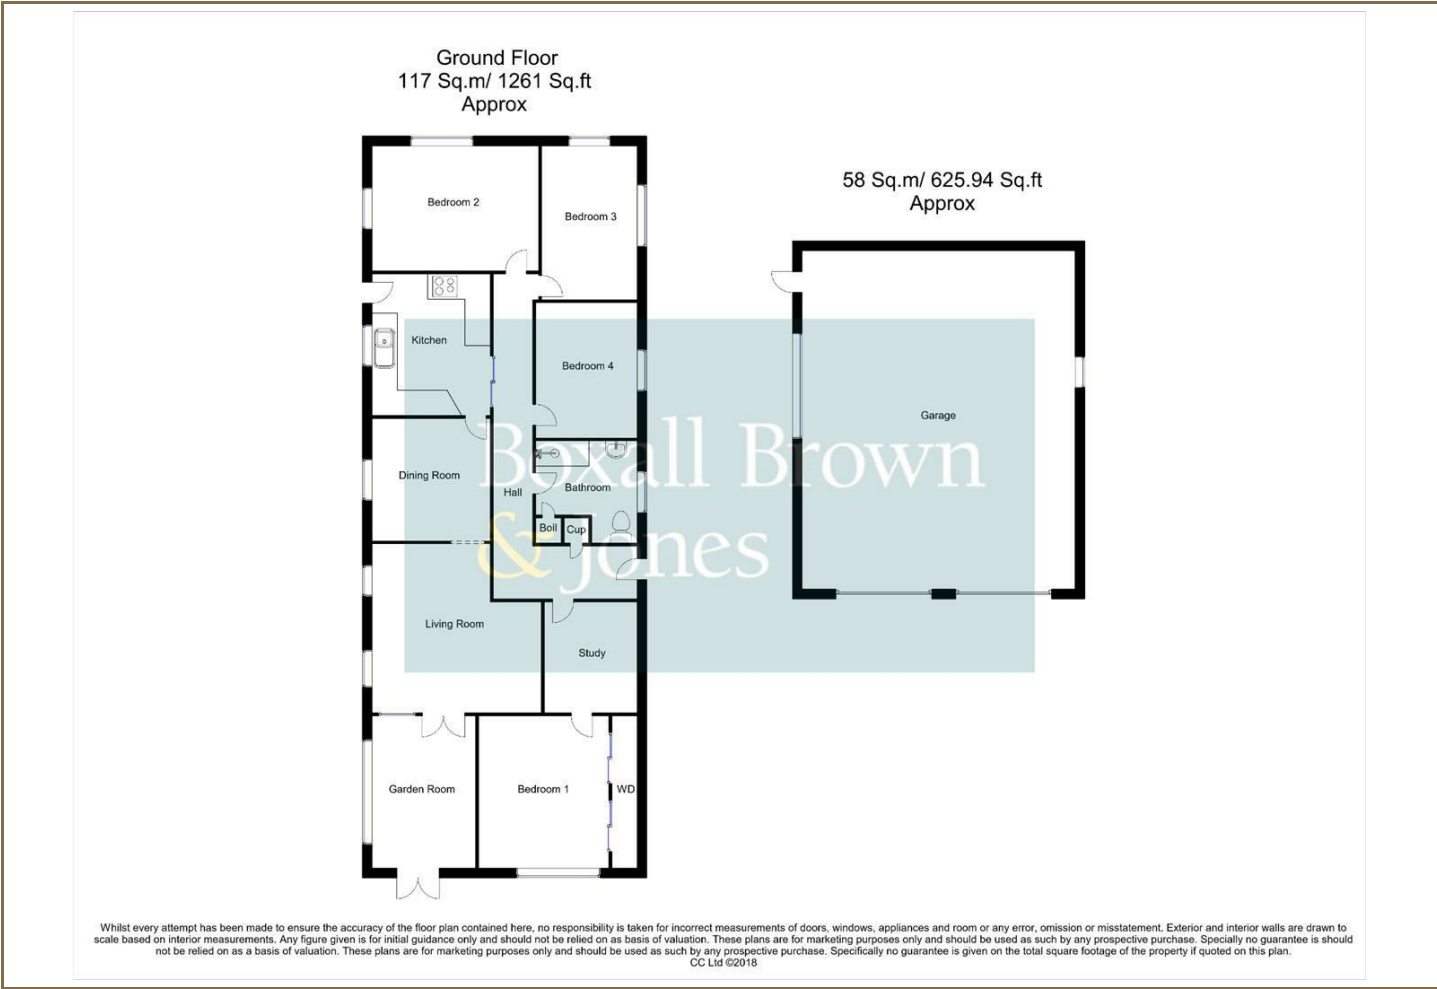 Ground Floor
117 Sq.m/ 1261 Sq.ft
Approx
58 Sq.m/ 625.94 Sq.ft
Approx
Bedroom 2
Bedroom 3
Kitchen
Bedroom 4
Garage
Boxall Brown
& Jones
Dining Room
Hall
Bathroom
Boil
Cup
Living Room
Study
Garden Room
Bedroom 1
WD
Whilst every attempt has been made to ensure the accuracy of the floor plan contained here, no responsibility is taken for incorrect measurements of doors, windows, appliances and room or any error, omission or misstatement. Exterior and interior walls are drawn to
scale based on interior measurements. Any figure given is for initial guidance only and should not be relied on as basis of valuation. These plans are for marketing purposes only and should be used as such by any prospective purchase. Specially no guarantee is should
not be relied on as a basis of valuation. These plans are for marketing purposes only and should be used as such by any prospective purchase. Specifically no guarantee is given on the total square footage of the property if quoted on this plan.
CC Ltd ©2018